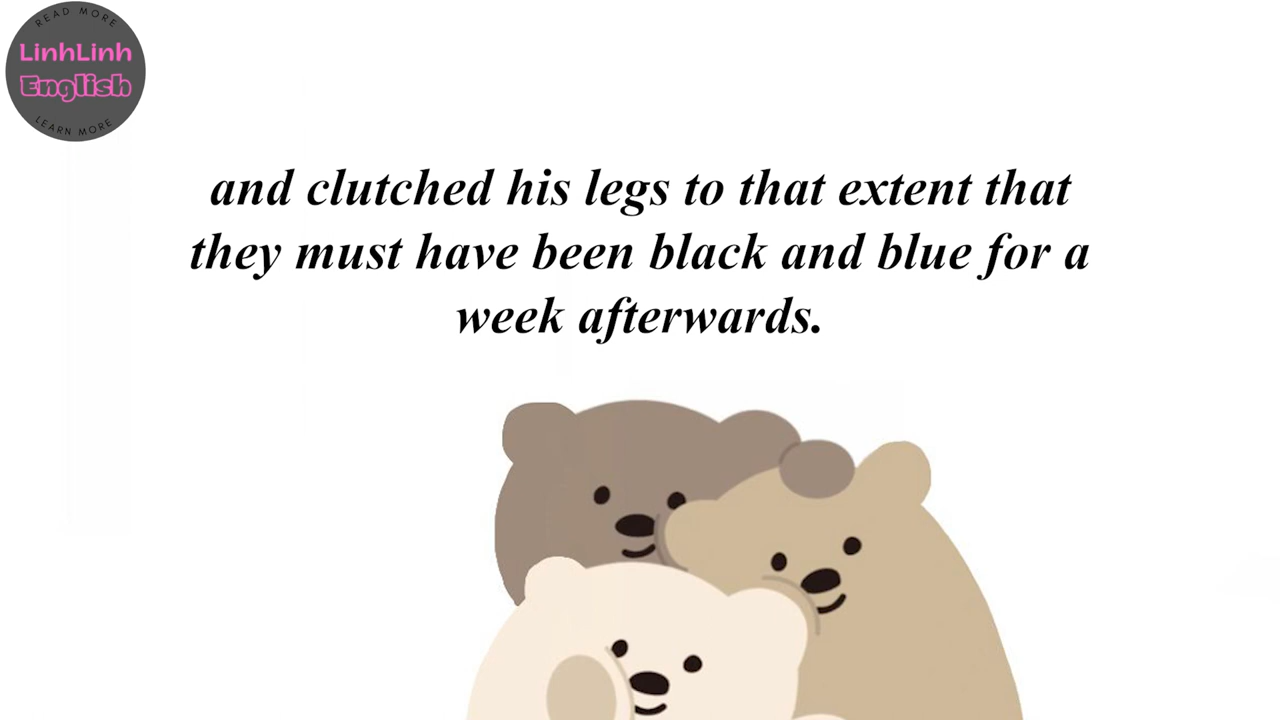 READ MORE
LinhLinh
English
LEARN MORE
and clutched his legs to that extent that
they must have been black and blue for a
week afterwards.